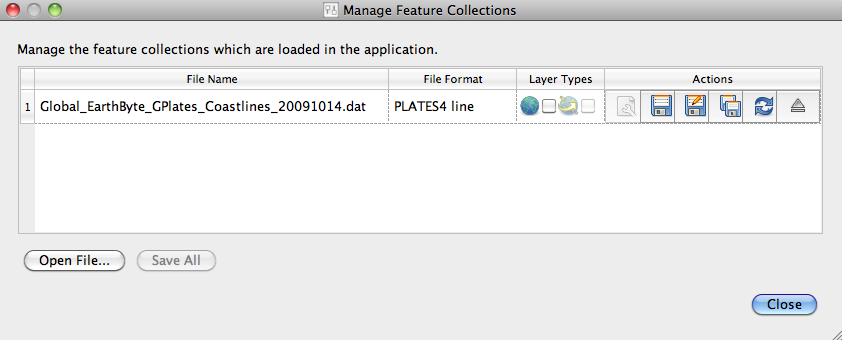 Manage Feature Collections
Manage the feature collections which are loaded in the application.
File Name File Format Layer Types Actions
1 Global_EarthByte_GPlates_Coastlines_20091014.dat PLATES4 line
Open File... Save All
Close